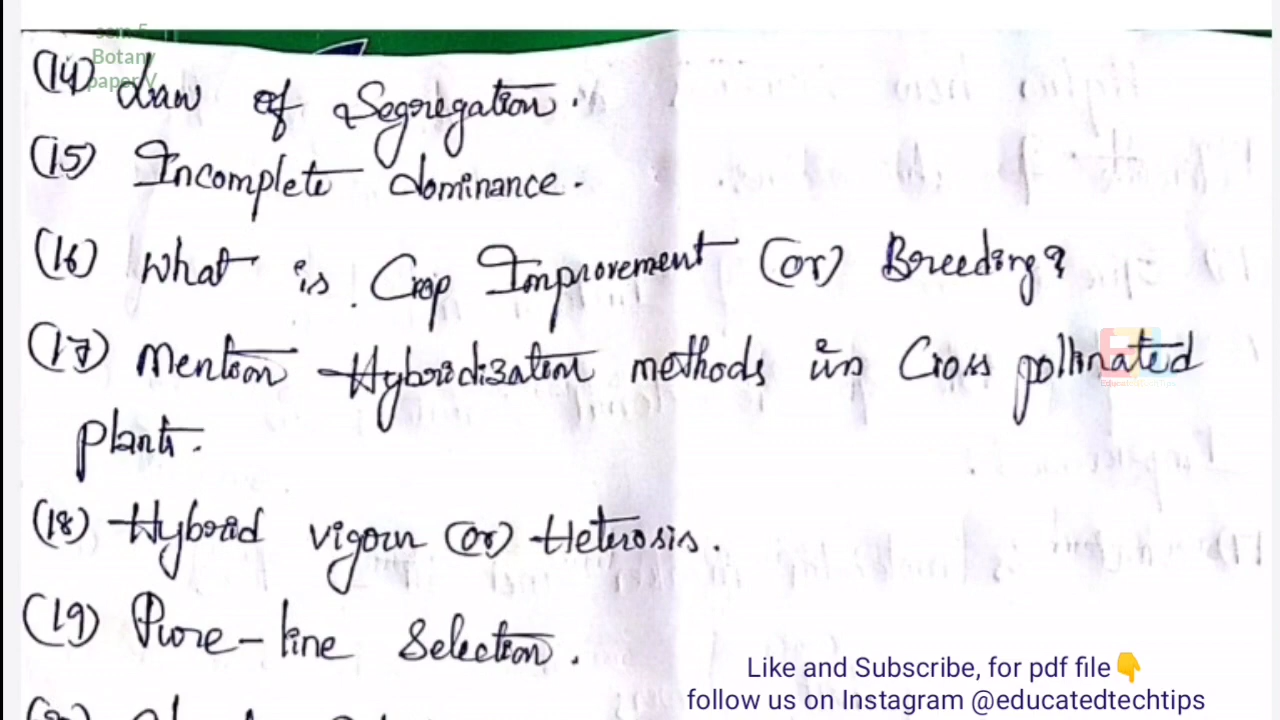 sem 5
Botany
paper V
(14) Law of Segregation.
(15) Incomplete dominance.
(16) What is Crop Improvement (or) Breeding?
(17) Mention Hybridization methods in Cross pollinated
plants.
(18) Hybrid vigour (or) Heterosis.
(19) Pure-line Selection.
Like and Subscribe, for pdf file👇
follow us on Instagram @educatedtechtips